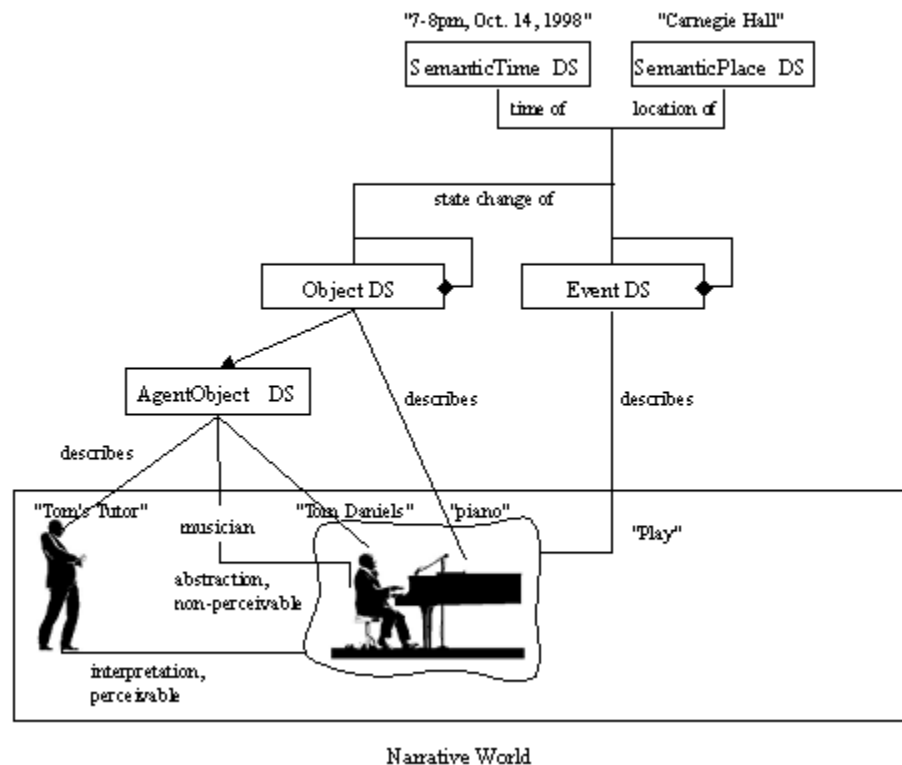 "7-8pm, Oct. 14, 1998"
"Carnegie Hall"
SemanticTime DS
SemanticPlace DS
time of
location of
state change of
Object DS
Event DS
AgentObject DS
describes
describes
describes
"Tom's Tutor"
"Tom Daniels"
"piano"
musician
"Play"
abstraction,
non-perceivable
interpretation,
perceivable
Narrative World